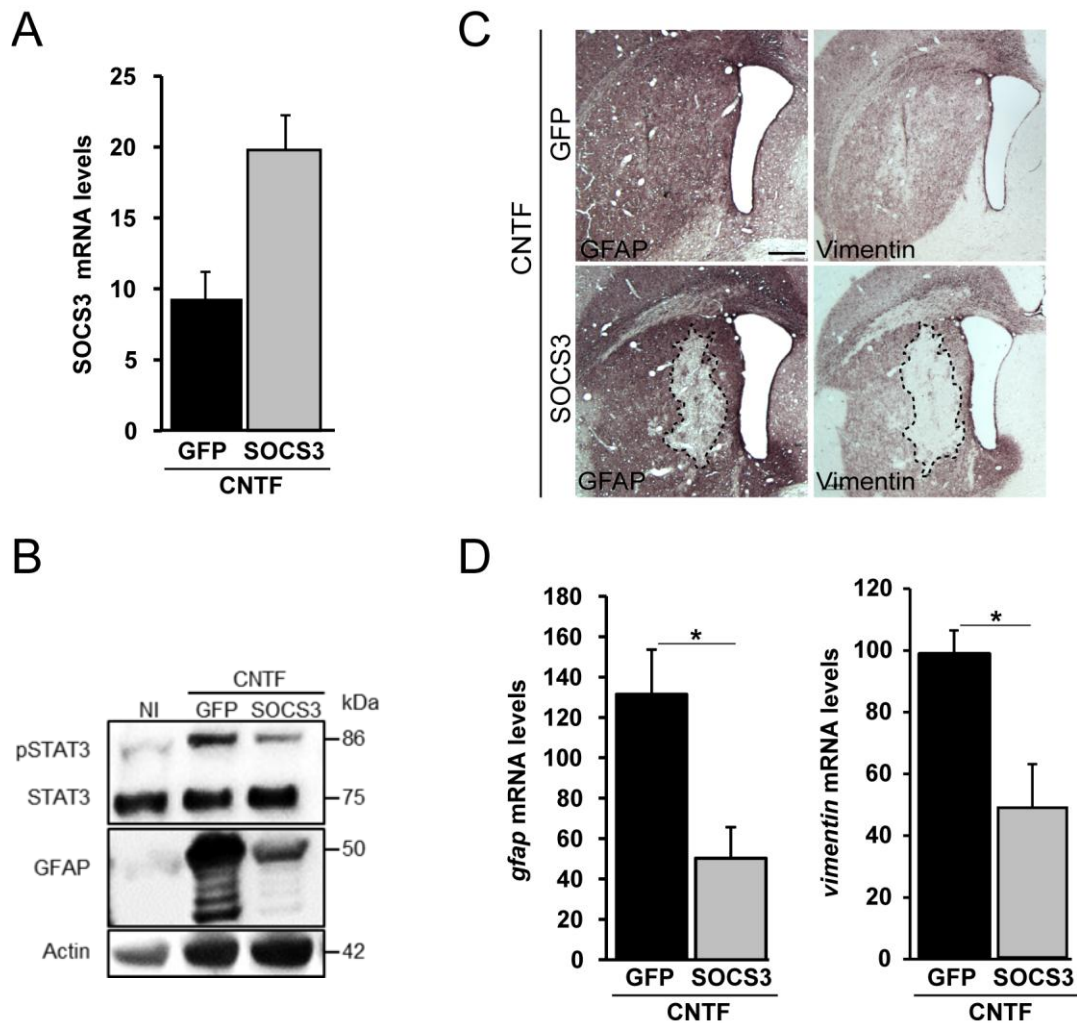 A
SOCS3 mRNA levels
25
20
15
10
5
0
GFP SOCS3
CNTF
B
CNTF
NI GFP SOCS3 kDa
pSTAT3 86
STAT3 75
GFAP 50
Actin 42
C
CNTF
GFP
GFAP
Vimentin
SOCS3
GFAP
Vimentin
D
gfap mRNA levels
180
160
140
120
100
80
60
40
20
0
*
GFP SOCS3
CNTF
vimentin mRNA levels
120
100
80
60
40
20
0
*
GFP SOCS3
CNTF